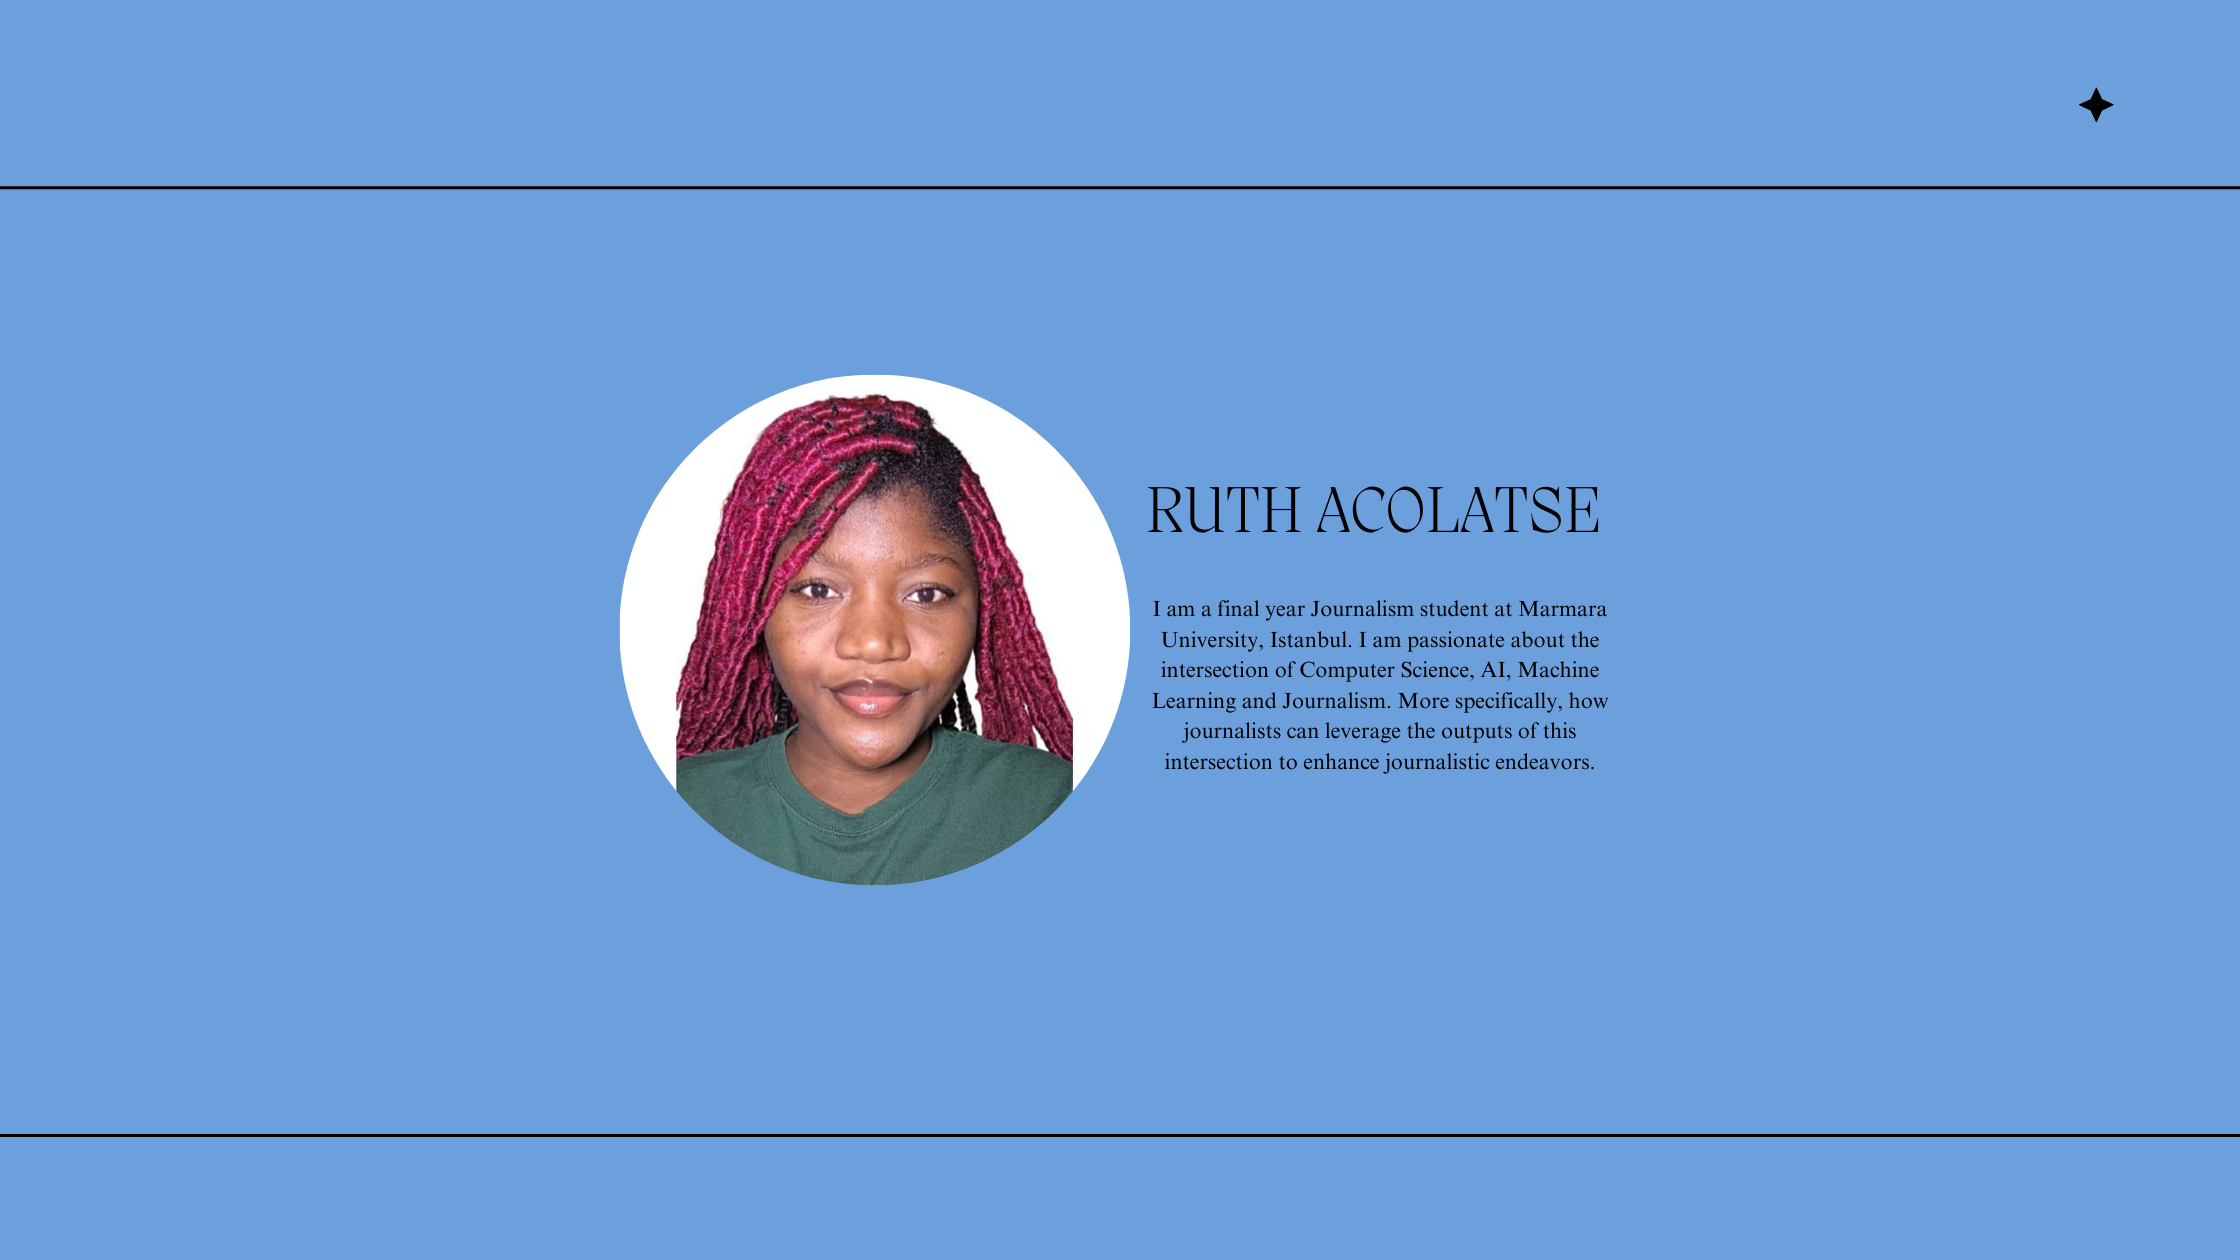 RUTH ACOLATSE
I am a final year Journalism student at Marmara
University, Istanbul. I am passionate about the
intersection of Computer Science, AI, Machine
Learning and Journalism. More specifically, how
journalists can leverage the outputs of this
intersection to enhance journalistic endeavors.